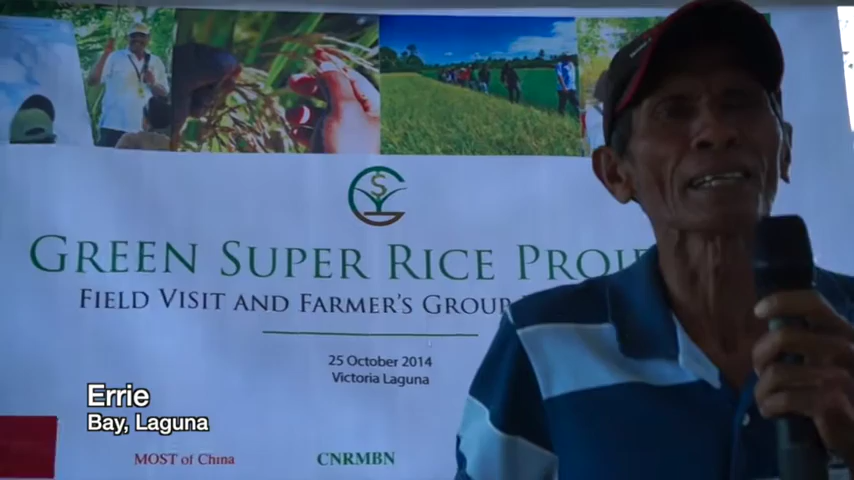 GREEN SUPER RICE
FIELD VISIT AND FARMER'S GROUP
25 October 2014
Victoria Laguna
Errie
Bay, Laguna
MOST of China
CNRMBN